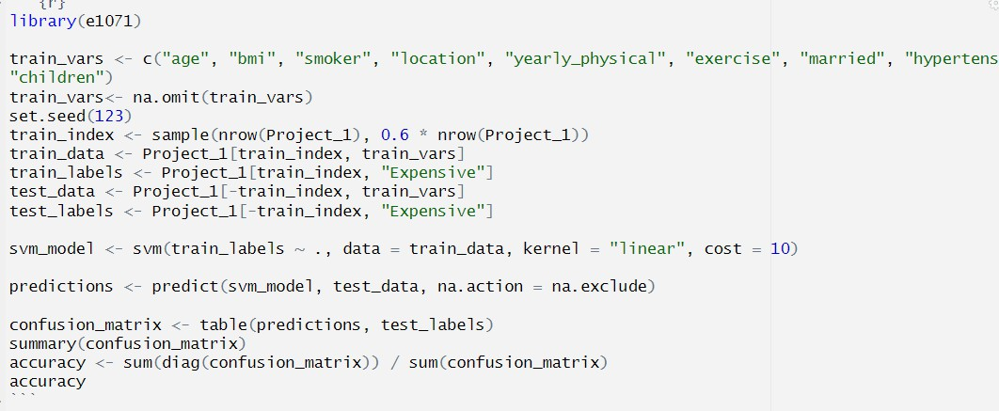 {r}
library(e1071)
train_vars <- c("age", "bmi", "smoker", "location", "yearly_physical", "exercise", "married", "hypertens
"children")
train_vars<- na.omit(train_vars)
set.seed(123)
train_index <- sample(nrow(Project_1), 0.6 * nrow(Project_1))
train_data <- Project_1[train_index, train_vars]
train_labels <- Project_1[train_index, "Expensive"]
test_data <- Project_1[-train_index, train_vars]
test_labels <- Project_1[-train_index, "Expensive"]
svm_model <- svm(train_labels ~ ., data = train_data, kernel = "linear", cost = 10)
predictions <- predict(svm_model, test_data, na.action = na.exclude)
confusion_matrix <- table(predictions, test_labels)
summary(confusion_matrix)
accuracy <- sum(diag(confusion_matrix)) / sum(confusion_matrix)
accuracy
```